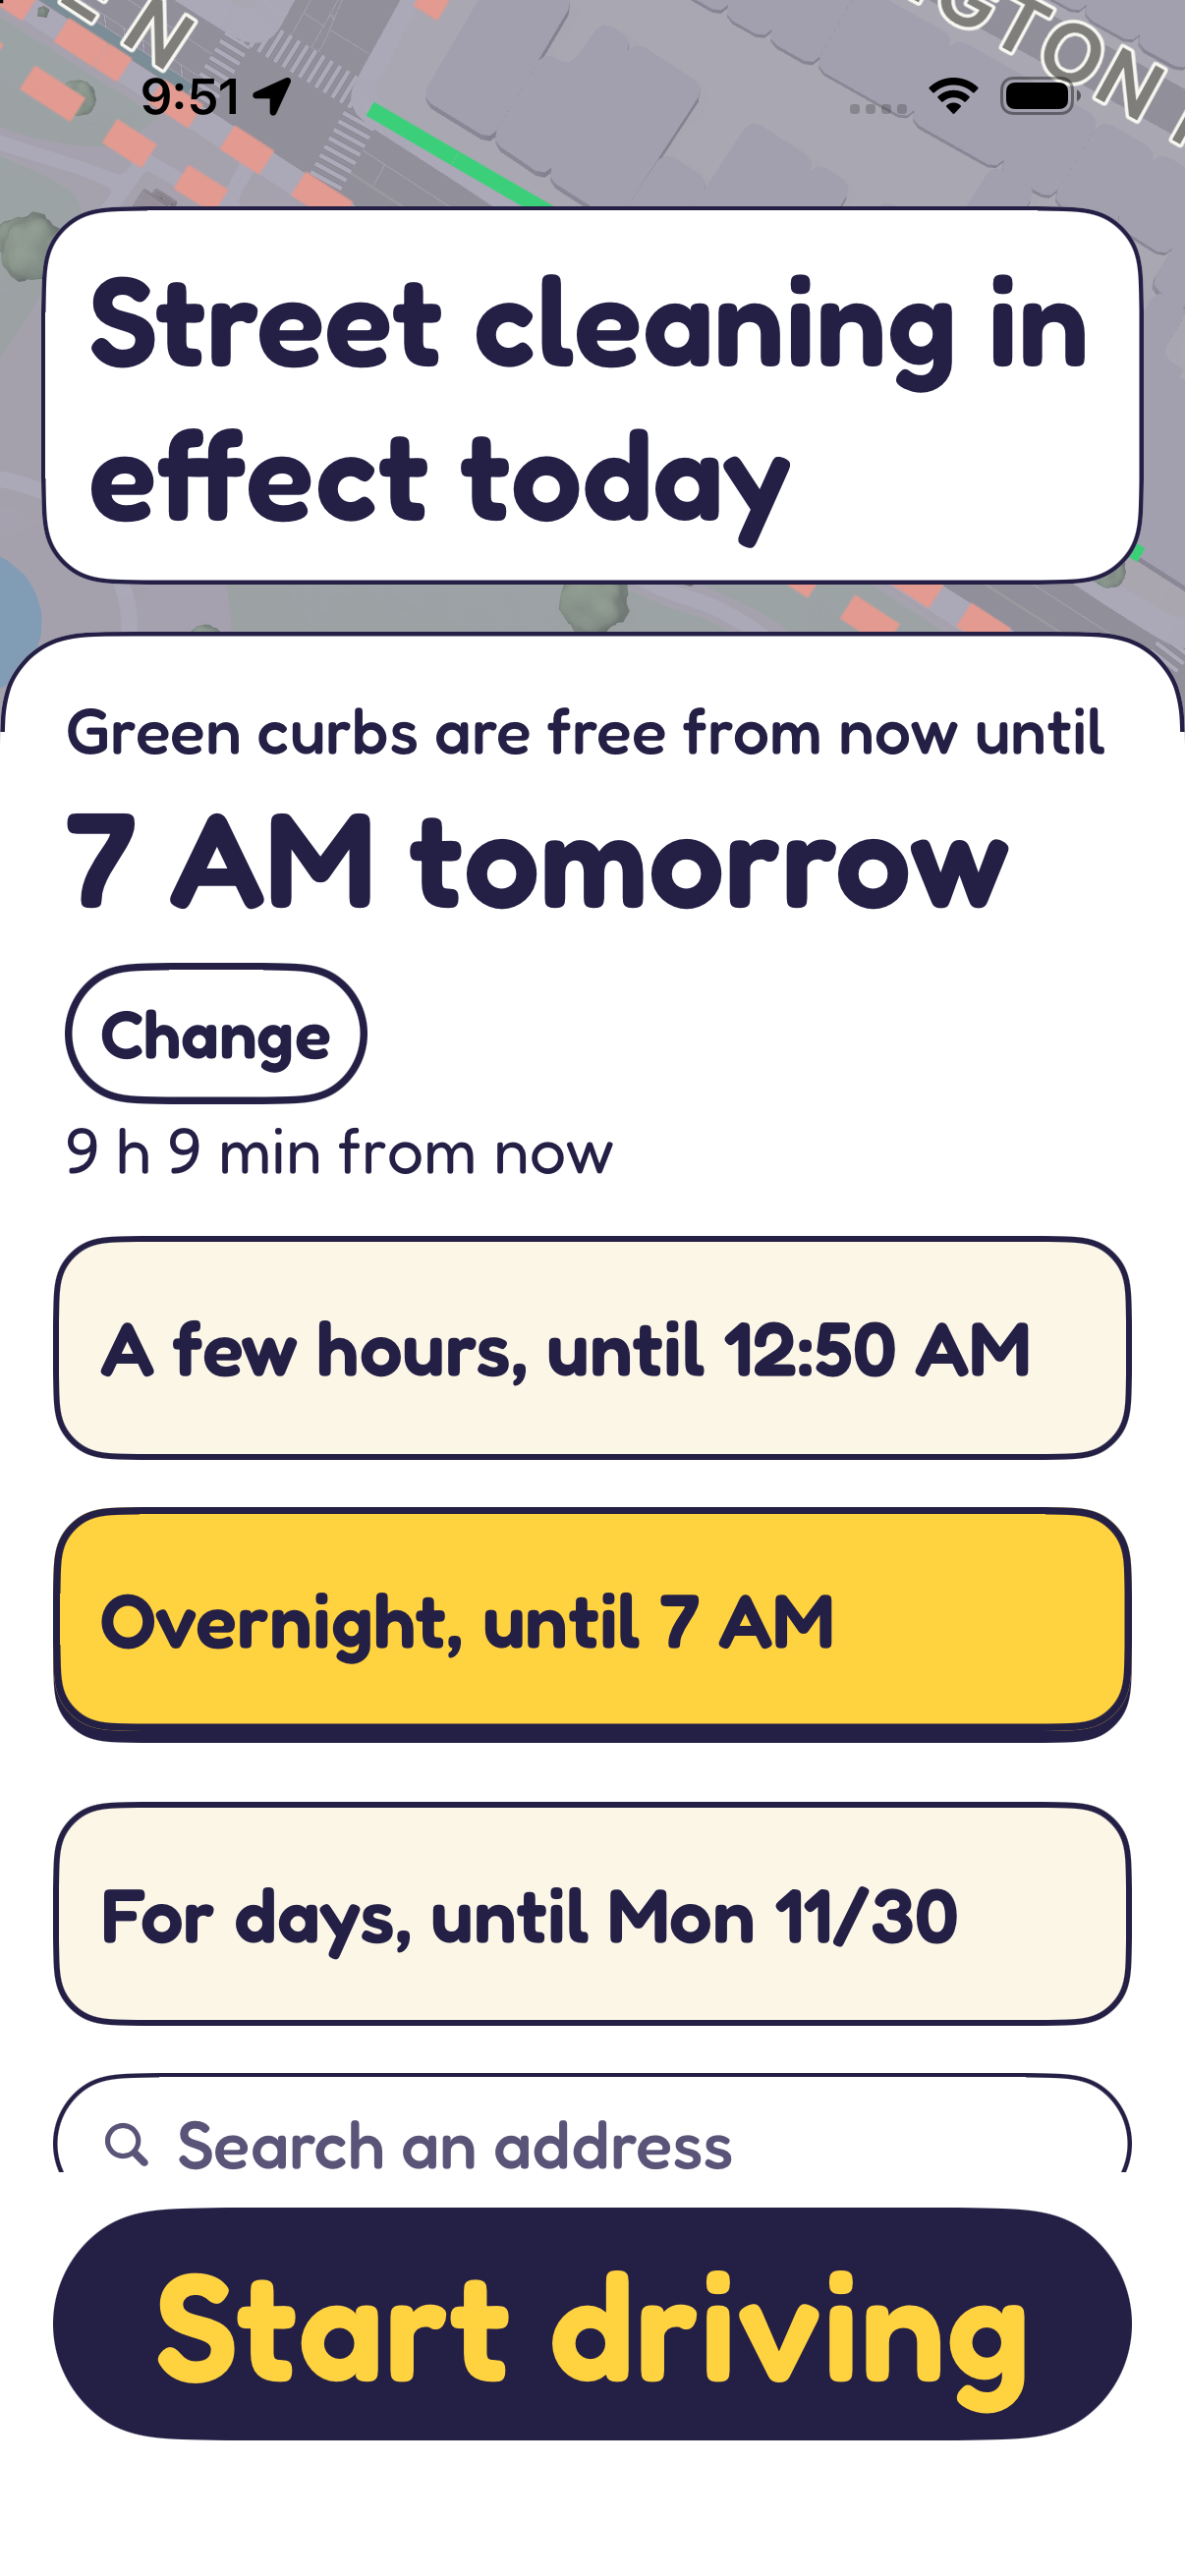 9:51
Street cleaning in
effect today
Green curbs are free from now until
7 AM tomorrow
Change
9 h 9 min from now
A few hours, until 12:50 AM
Overnight, until 7 AM
For days, until Mon 11/30
Search an address
Start driving